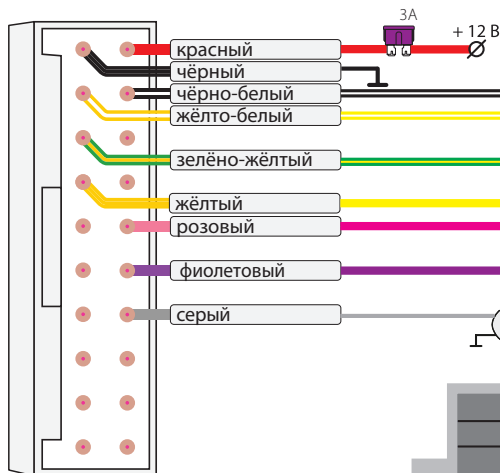 3А
+ 12 В
красный
чёрный
чёрно-белый
жёлто-белый
зелёно-жёлтый
жёлтый
розовый
фиолетовый
серый